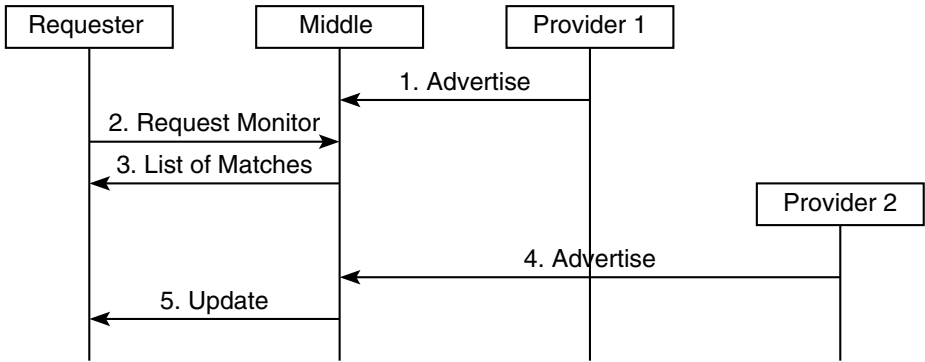 Requester
Middle
Provider 1
1. Advertise
2. Request Monitor
3. List of Matches
Provider 2
4. Advertise
5. Update